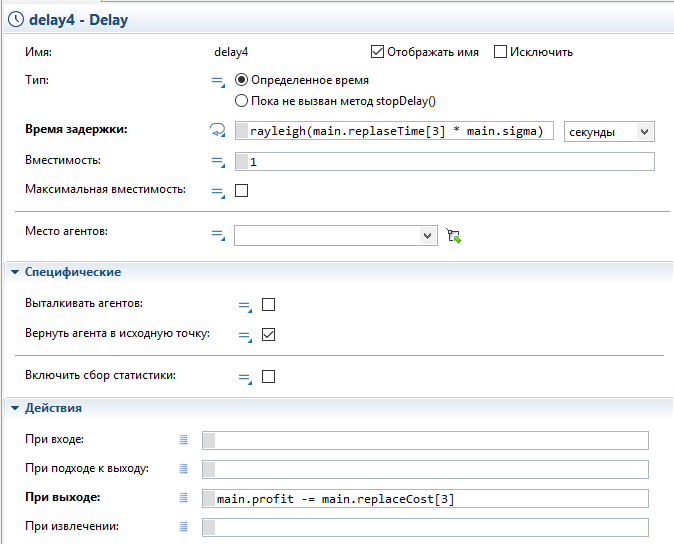 delay4 - Delay
Имя: delay4 Отображать имя Исключить
Тип: Определенное время
Пока не вызван метод stopDelay()
Время задержки: rayleigh(main.replaseTime[3] * main.sigma) секунды
Вместимость: 1
Максимальная вместимость:
Место агентов:
Специфические
Выталкивать агентов:
Вернуть агента в исходную точку:
Включить сбор статистики:
Действия
При входе:
При подходе к выходу:
При выходе: main.profit -= main.replaceCost[3]
При извлечении: